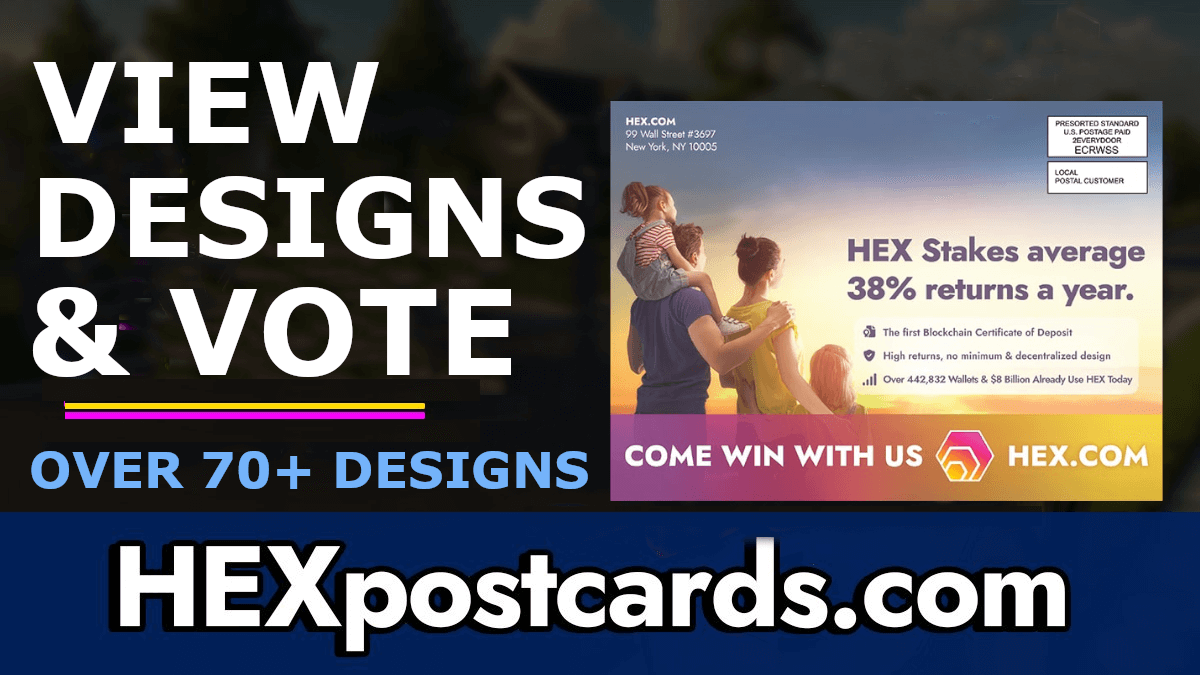 VIEW
DESIGNS
& VOTE
OVER 70+ DESIGNS
HEX.COM
99 Wall Street #3697
New York, NY 10005
PRESORTED STANDARD
U.S. POSTAGE PAID
2EVERYDOOR
ECRWSS
LOCAL
POSTAL CUSTOMER
HEX Stakes average
38% returns a year.
The first Blockchain Certificate of Deposit
High returns, no minimum & decentralized design
Over 442,832 Wallets & $8 Billion Already Use HEX Today
COME WIN WITH US HEX.COM
HEXpostcards.com